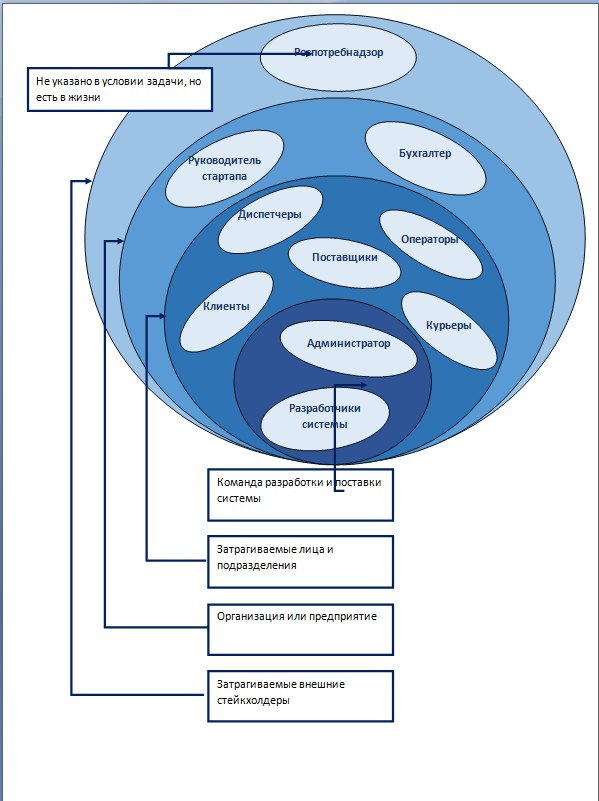 Роспотребнадзор
Не указано в условии задачи, но
есть в жизни
Руководитель
стартапа
Бухгалтер
Диспетчеры
Операторы
Поставщики
Клиенты
Курьеры
Администратор
Разработчики
системы
Команда разработки и поставки
системы
Затрагиваемые лица и
подразделения
Организация или предприятие
Затрагиваемые внешние
стейкхолдеры